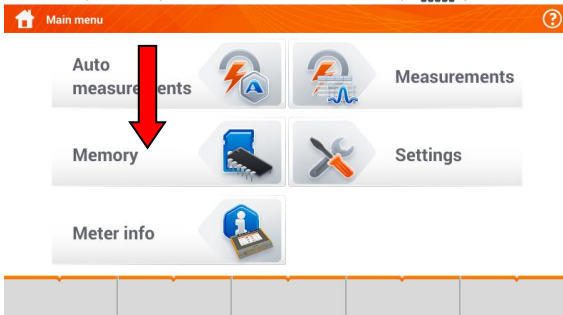 Main menu
?
Auto
measurements
Measurements
Memory
Settings
Meter info